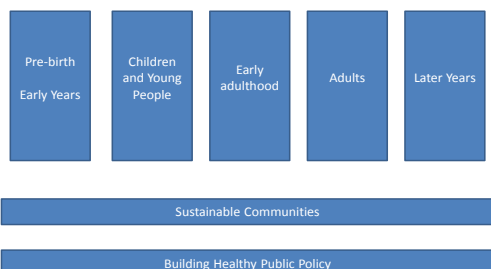 Pre-birth
Early Years
Children
and Young
People
Early
adulthood
Adults
Later Years
Sustainable Communities
Building Healthy Public Policy